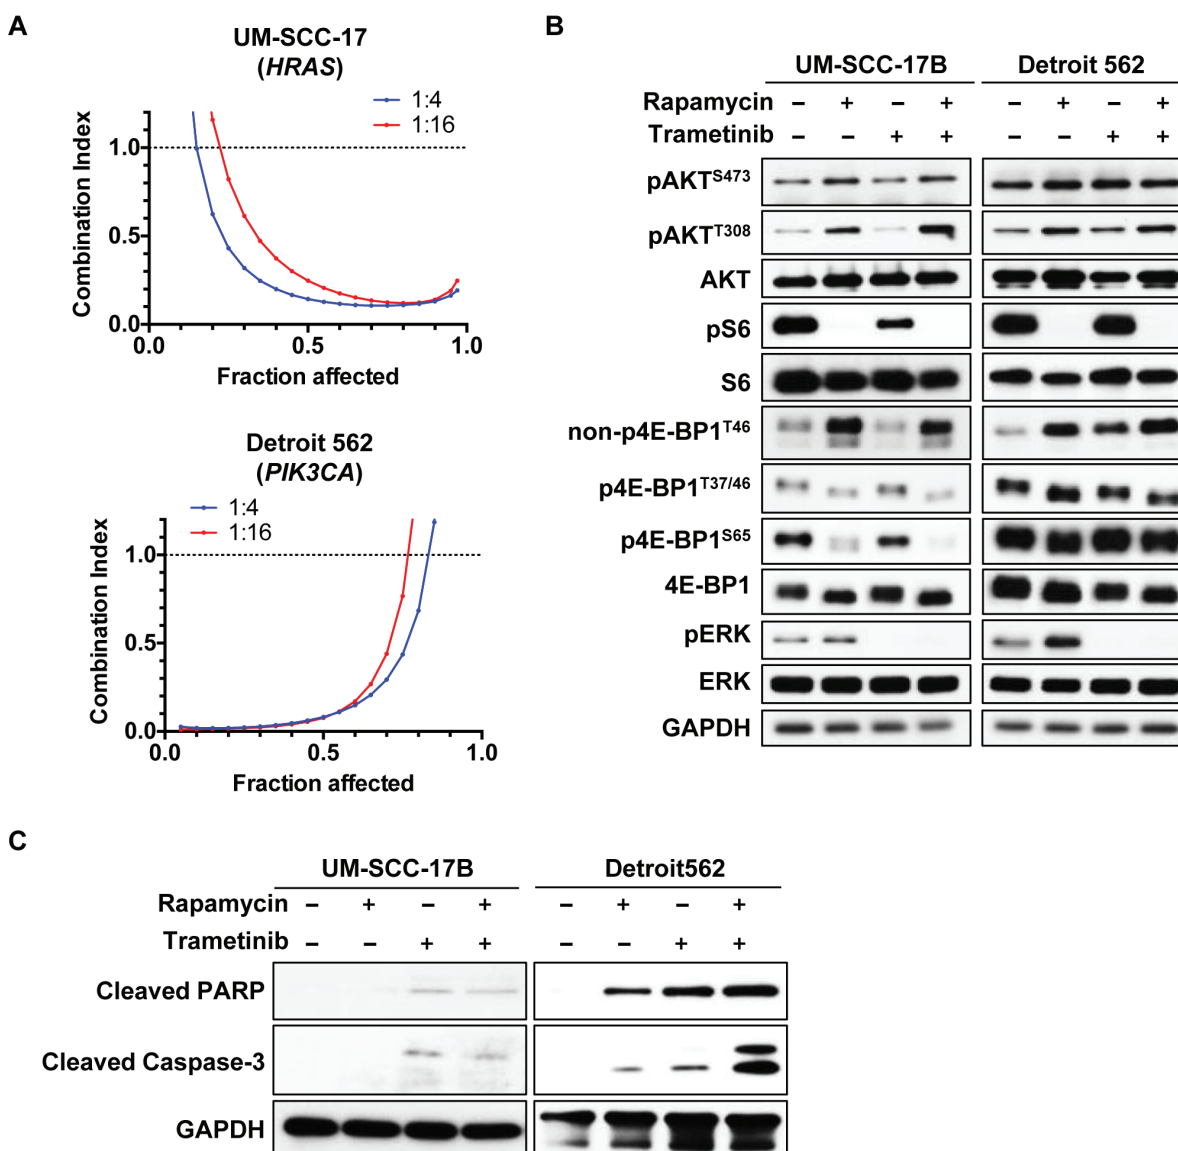 A
UM-SCC-17
(HRAS)
1:4
1:16
Combination Index
1.0
0.5
0.0
0.0 0.5 1.0
Fraction affected
Detroit 562
(PIK3CA)
1:4
1:16
Combination Index
1.0
0.5
0.0
0.0 0.5 1.0
Fraction affected
B
UM-SCC-17B Detroit 562
Rapamycin – + – + – + – +
Trametinib – – + + – – + +
pAKTS473
pAKTT308
AKT
pS6
S6
non-p4E-BP1T46
p4E-BP1T37/46
p4E-BP1S65
4E-BP1
pERK
ERK
GAPDH
C
UM-SCC-17B Detroit562
Rapamycin – + – + – + – +
Trametinib – – + + – – + +
Cleaved PARP
Cleaved Caspase-3
GAPDH